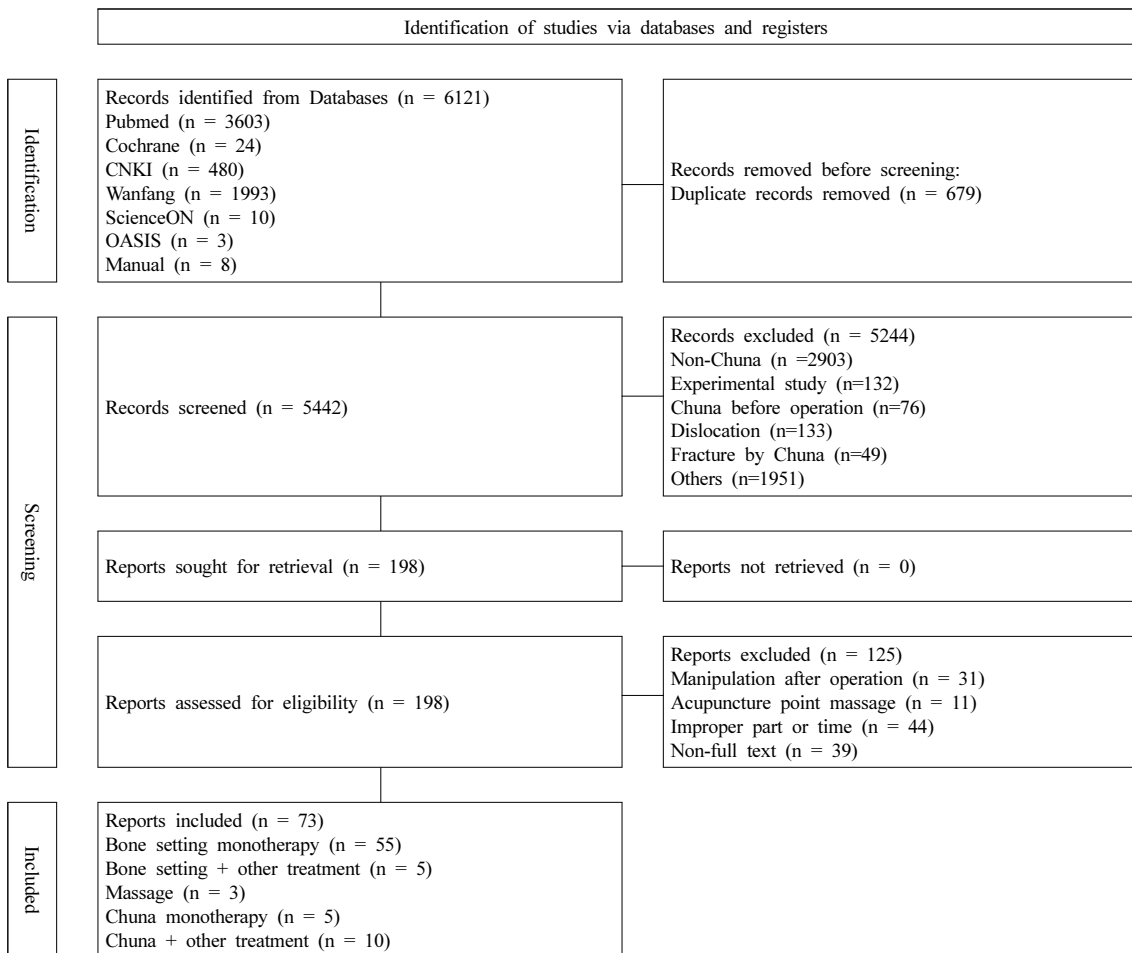 Identification of studies via databases and registers
Identification
Records identified from Databases (n = 6121)
Pubmed (n = 3603)
Cochrane (n = 24)
CNKI (n = 480)
Wanfang (n = 1993)
ScienceON (n = 10)
OASIS (n = 3)
Manual (n = 8)
Records removed before screening:
Duplicate records removed (n = 679)
Screening
Records screened (n = 5442)
Records excluded (n = 5244)
Non-Chuna (n =2903)
Experimental study (n=132)
Chuna before operation (n=76)
Dislocation (n=133)
Fracture by Chuna (n=49)
Others (n=1951)
Reports sought for retrieval (n = 198)
Reports not retrieved (n = 0)
Reports assessed for eligibility (n = 198)
Reports excluded (n = 125)
Manipulation after operation (n = 31)
Acupuncture point massage (n = 11)
Improper part or time (n = 44)
Non-full text (n = 39)
Included
Reports included (n = 73)
Bone setting monotherapy (n = 55)
Bone setting + other treatment (n = 5)
Massage (n = 3)
Chuna monotherapy (n = 5)
Chuna + other treatment (n = 10)